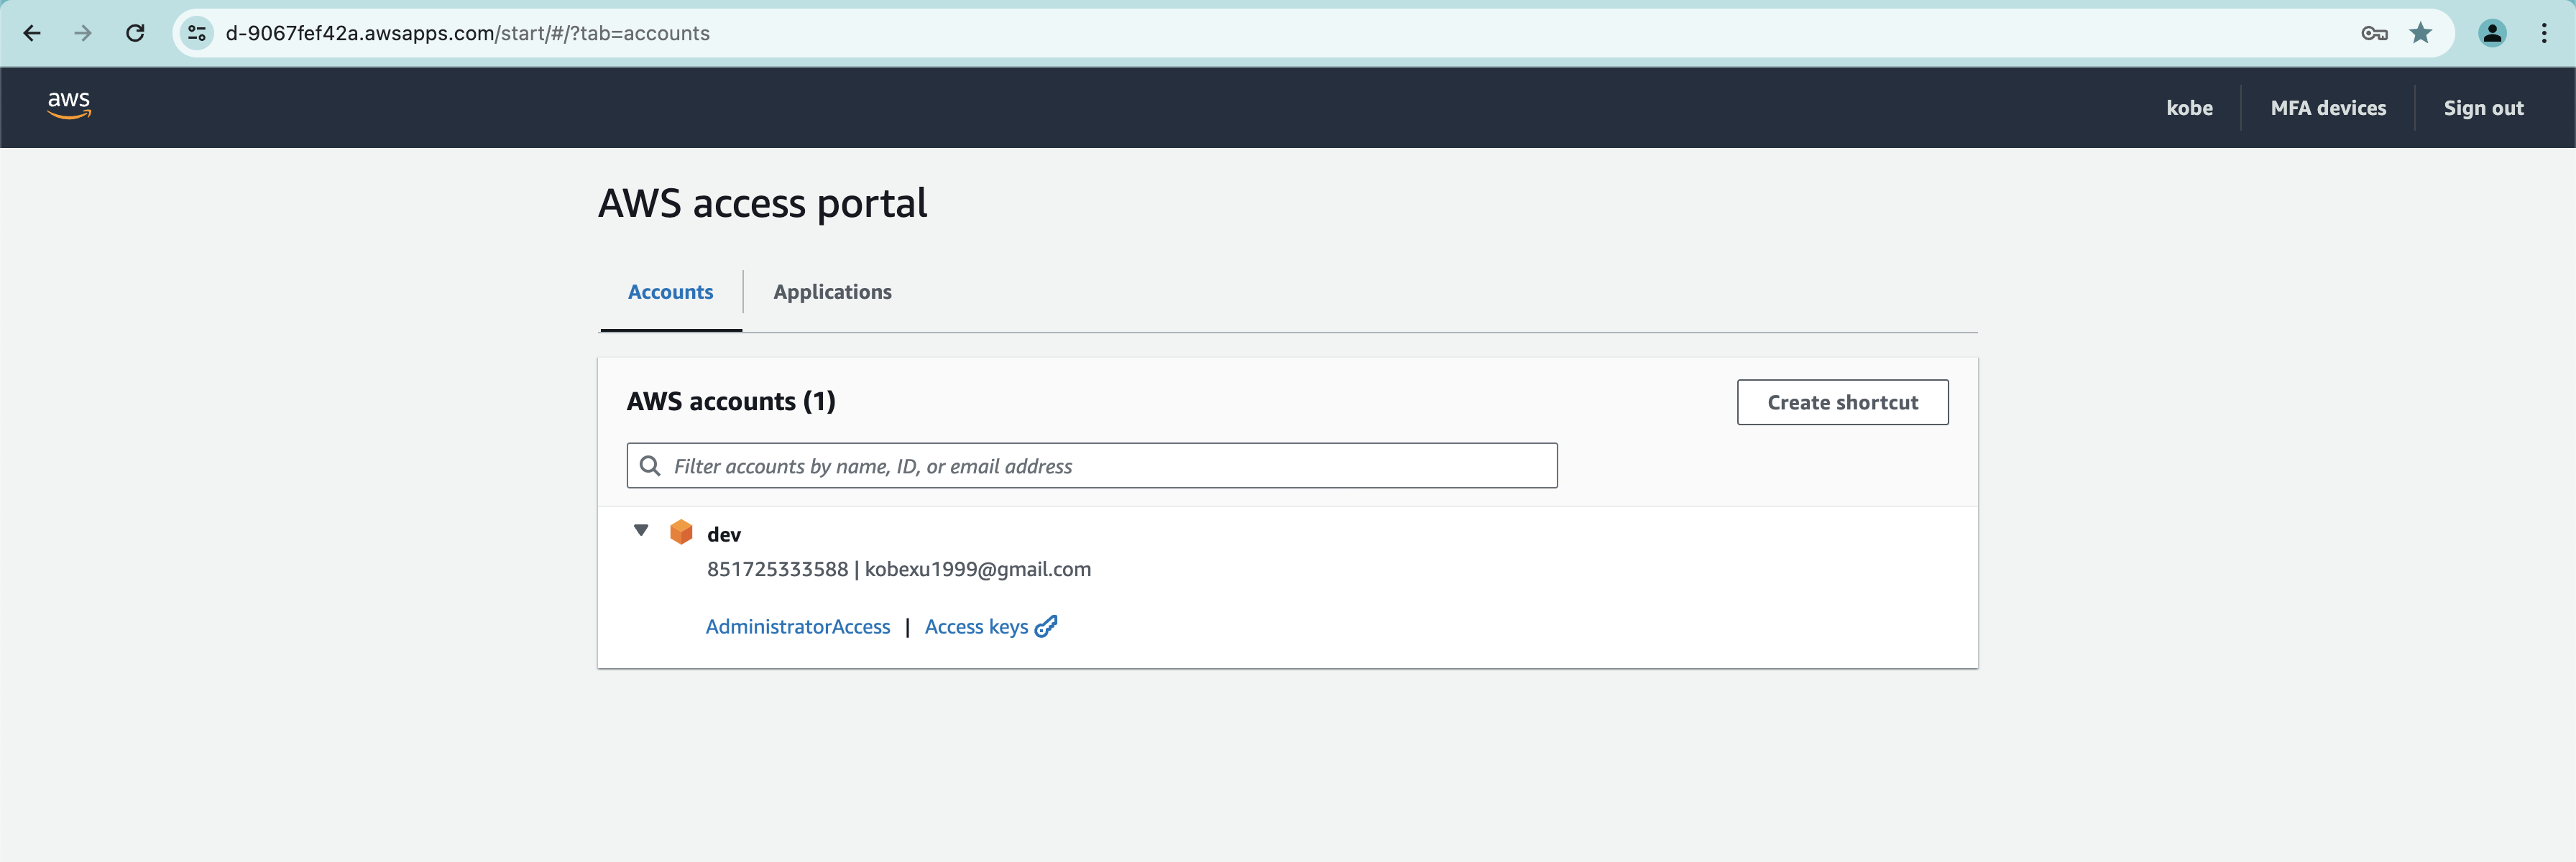 d-9067fef42a.awsapps.com/start/#/?tab=accounts
aws
kobe
MFA devices
Sign out
AWS access portal
Accounts
Applications
AWS accounts (1)
Create shortcut
Filter accounts by name, ID, or email address
dev
851725333588 | kobexu1999@gmail.com
AdministratorAccess | Access keys